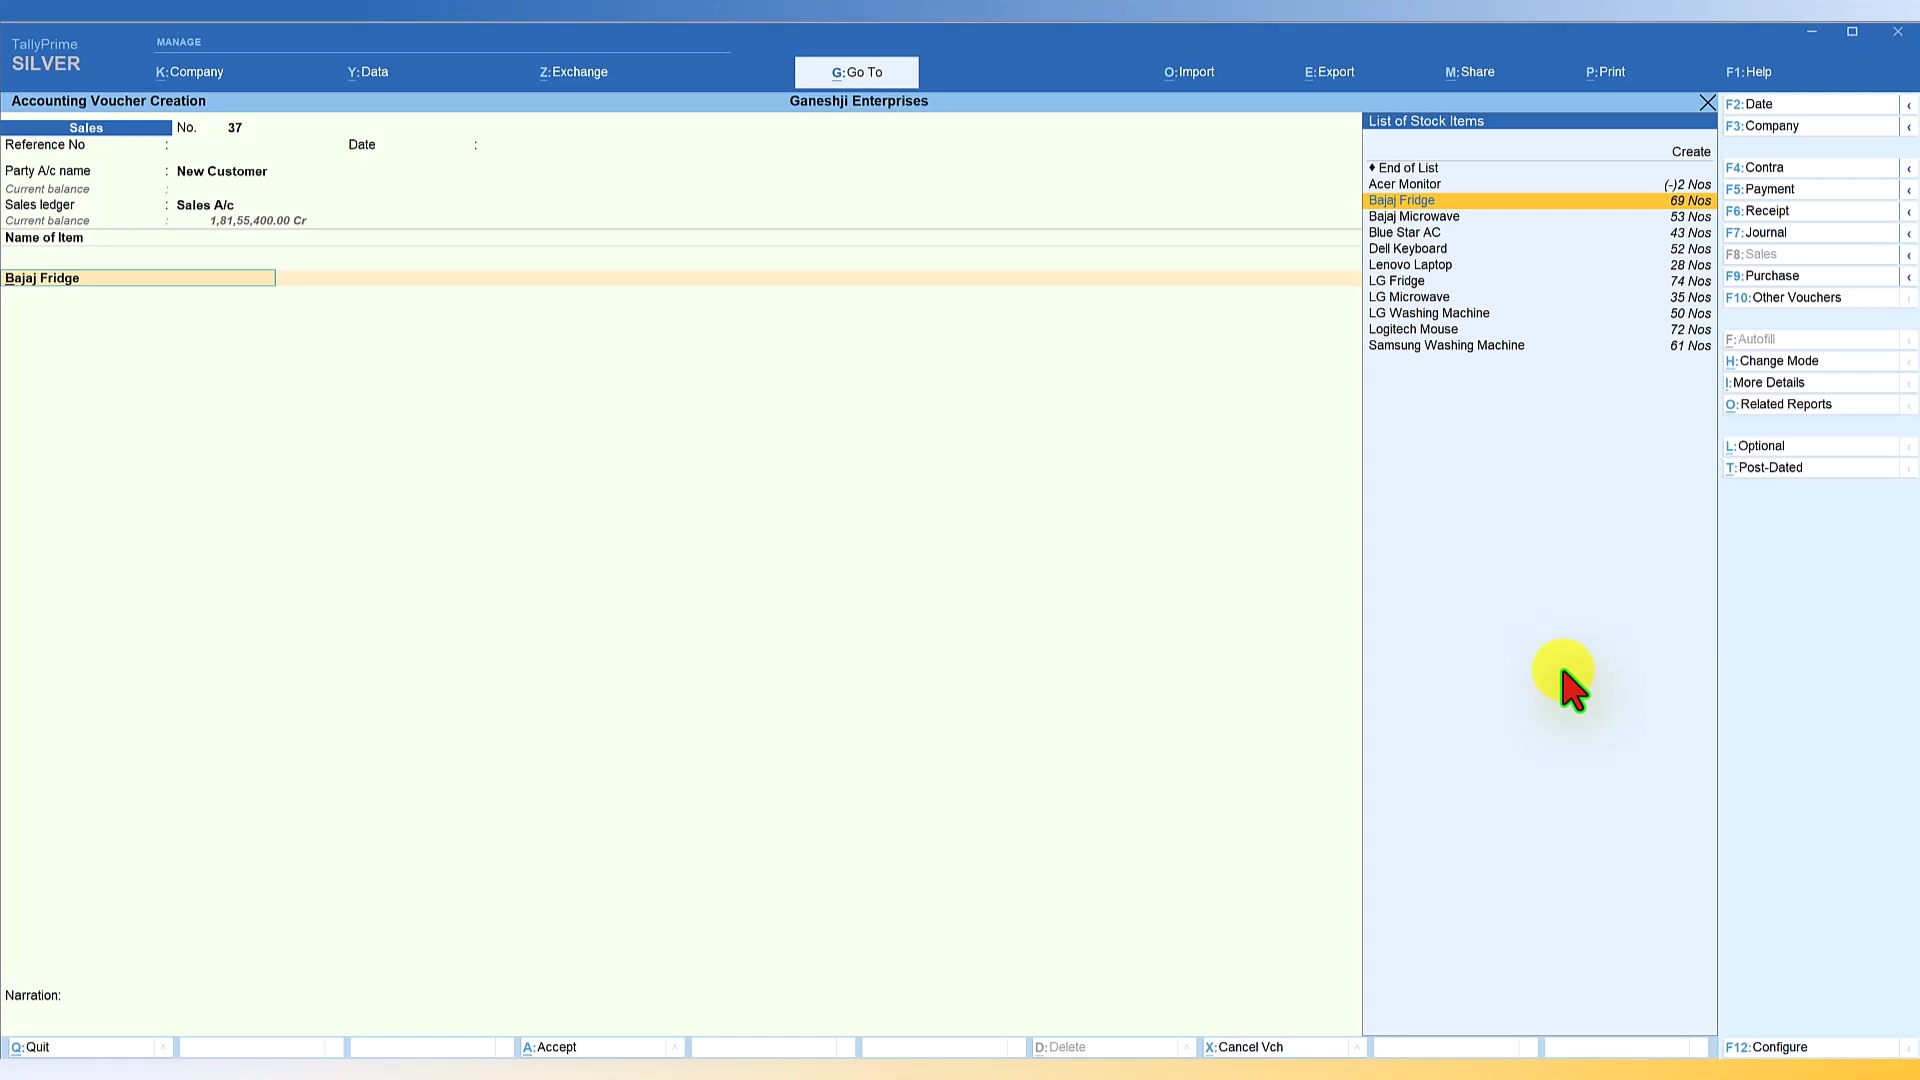 TallyPrime
SILVER
MANAGE
K:Company
Y:Data
Z:Exchange
G:Go To
O:Import
E:Export
M:Share
P:Print
F1:Help
Accounting Voucher Creation
Ganeshji Enterprises
Sales No. 37
Reference No : Date :
Party A/c name : New Customer
Current balance :
Sales ledger : Sales A/c
Current balance : 1,81,55,400.00 Cr
Name of Item
Bajaj Fridge
Narration:
List of Stock Items
Create
♦ End of List
Acer Monitor (-)2 Nos
Bajaj Fridge 69 Nos
Bajaj Microwave 53 Nos
Blue Star AC 43 Nos
Dell Keyboard 52 Nos
Lenovo Laptop 28 Nos
LG Fridge 74 Nos
LG Microwave 35 Nos
LG Washing Machine 50 Nos
Logitech Mouse 72 Nos
Samsung Washing Machine 61 Nos
F2:Date
F3:Company
F4:Contra
F5:Payment
F6:Receipt
F7:Journal
F8:Sales
F9:Purchase
F10:Other Vouchers
F:Autofill
H:Change Mode
I:More Details
O:Related Reports
L:Optional
T:Post-Dated
Q:Quit
A:Accept
D:Delete
X:Cancel Vch
F12:Configure